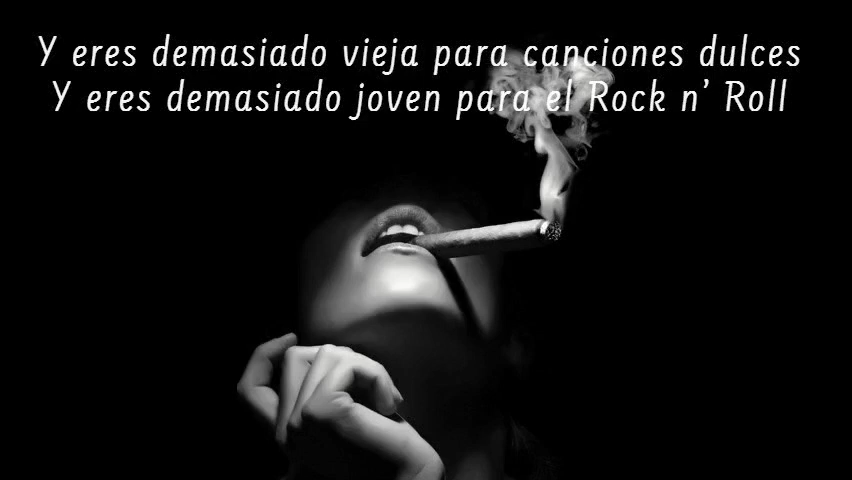 Y eres demasiado vieja para canciones dulces
Y eres demasiado joven para el Rock n’ Roll